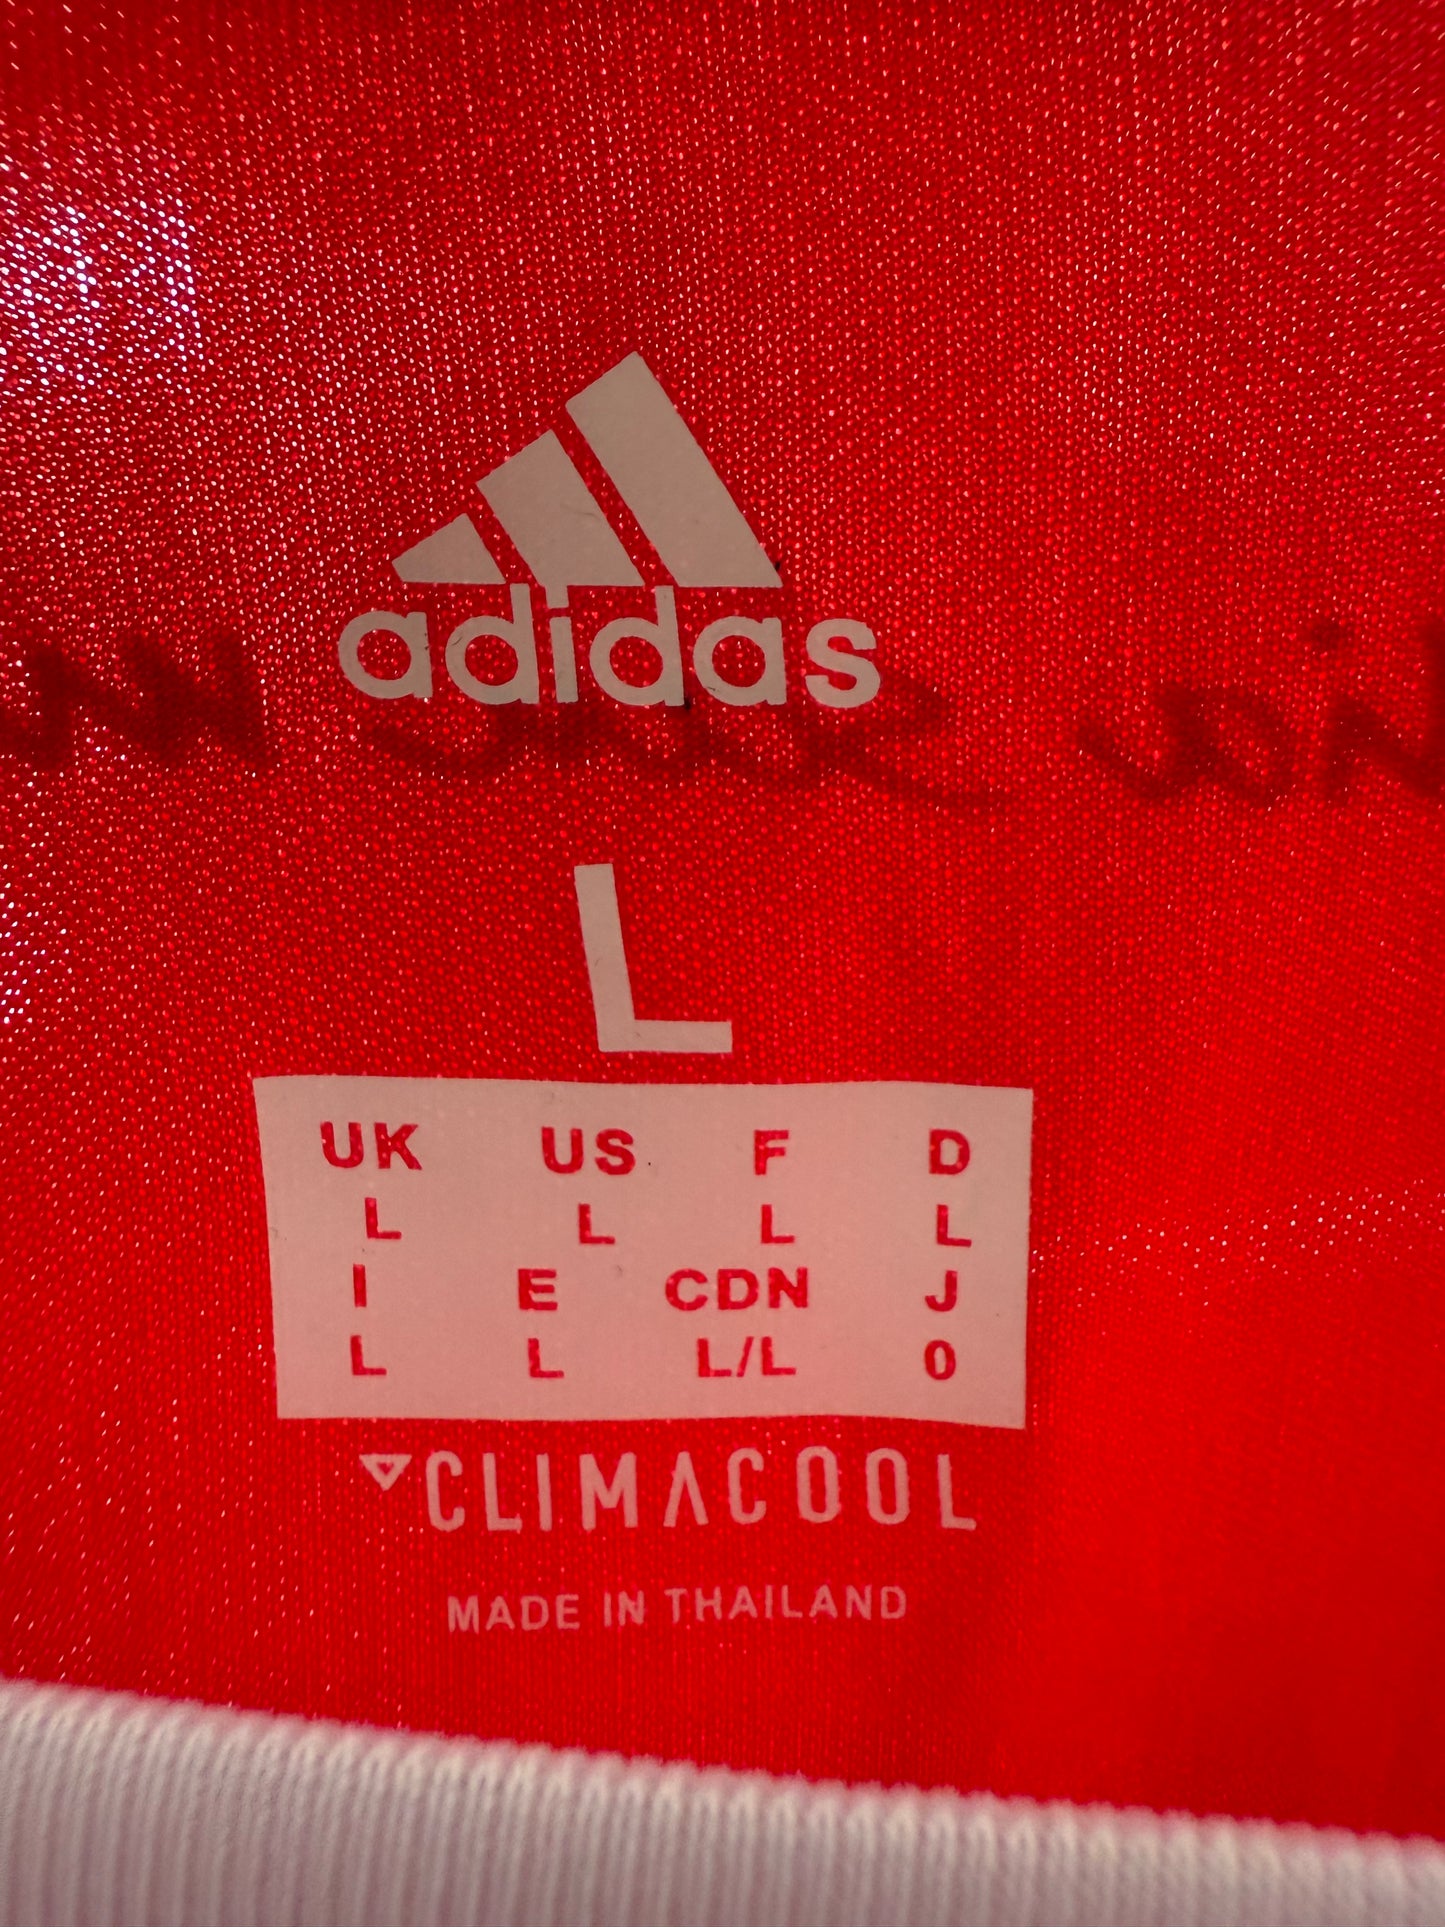 adidas
L
UK US F D
L L L L
I E CDN J
L L L/L O
CLIMACOOL
MADE IN THAILAND